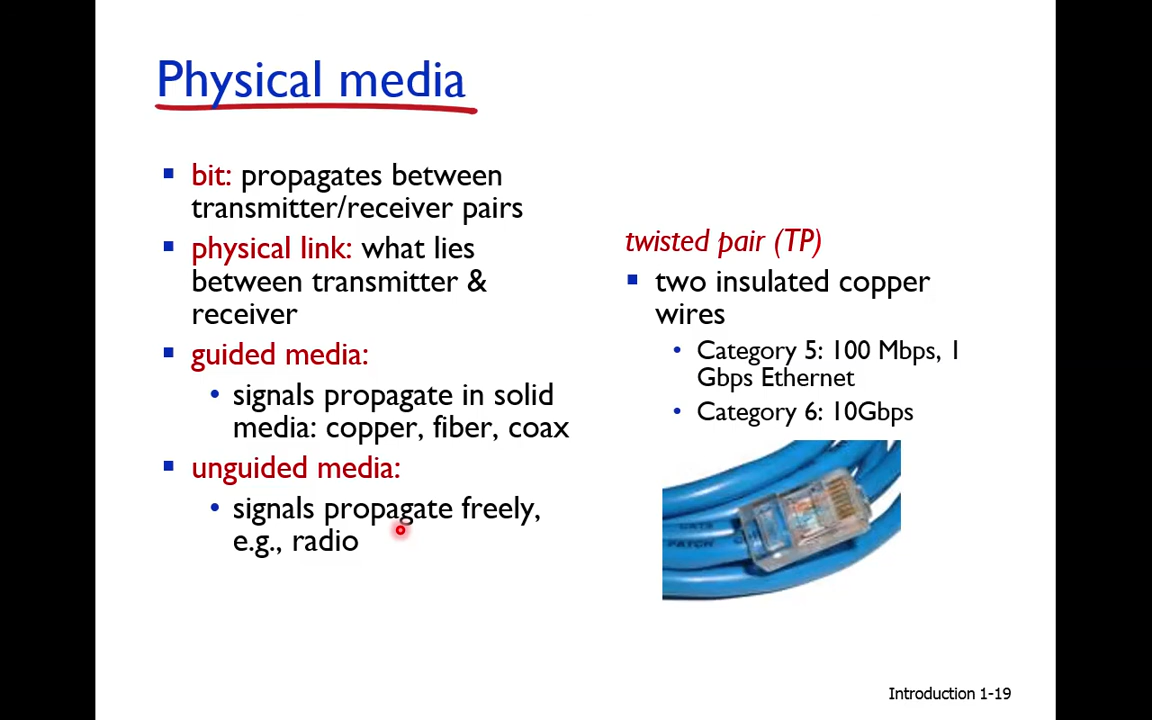 Physical media
bit: propagates between
transmitter/receiver pairs
physical link: what lies
between transmitter &
receiver
guided media:
signals propagate in solid
media: copper, fiber, coax
unguided media:
signals propagate freely,
e.g., radio
twisted pair (TP)
two insulated copper
wires
Category 5: 100 Mbps, 1
Gbps Ethernet
Category 6: 10Gbps
PATCH
Introduction 1-19